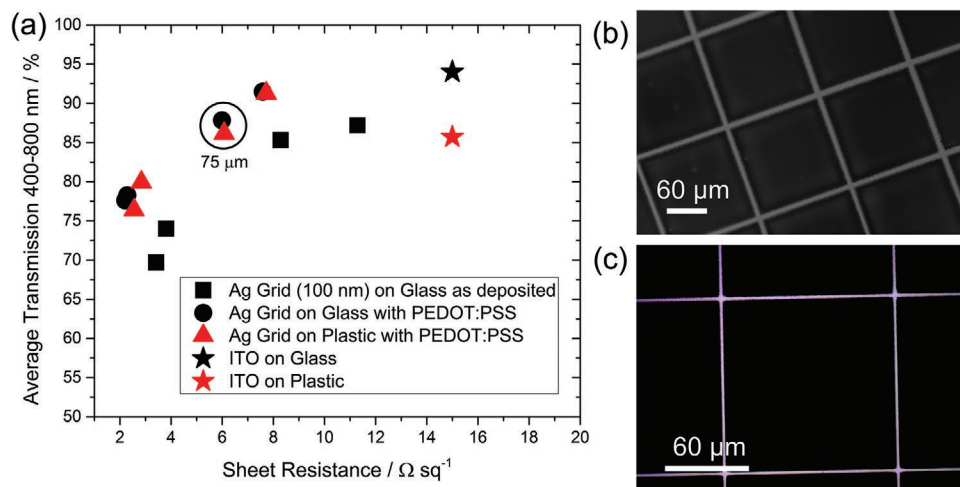 (a)
100
95
90
85
80
75
70
65
60
55
50
Average Transmission 400-800 nm / %
75 μm
Ag Grid (100 nm) on Glass as deposited
Ag Grid on Glass with PEDOT:PSS
Ag Grid on Plastic with PEDOT:PSS
ITO on Glass
ITO on Plastic
2 4 6 8 10 12 14 16 18 20
Sheet Resistance / Ω sq⁻¹
(b)
60 μm
(c)
60 μm